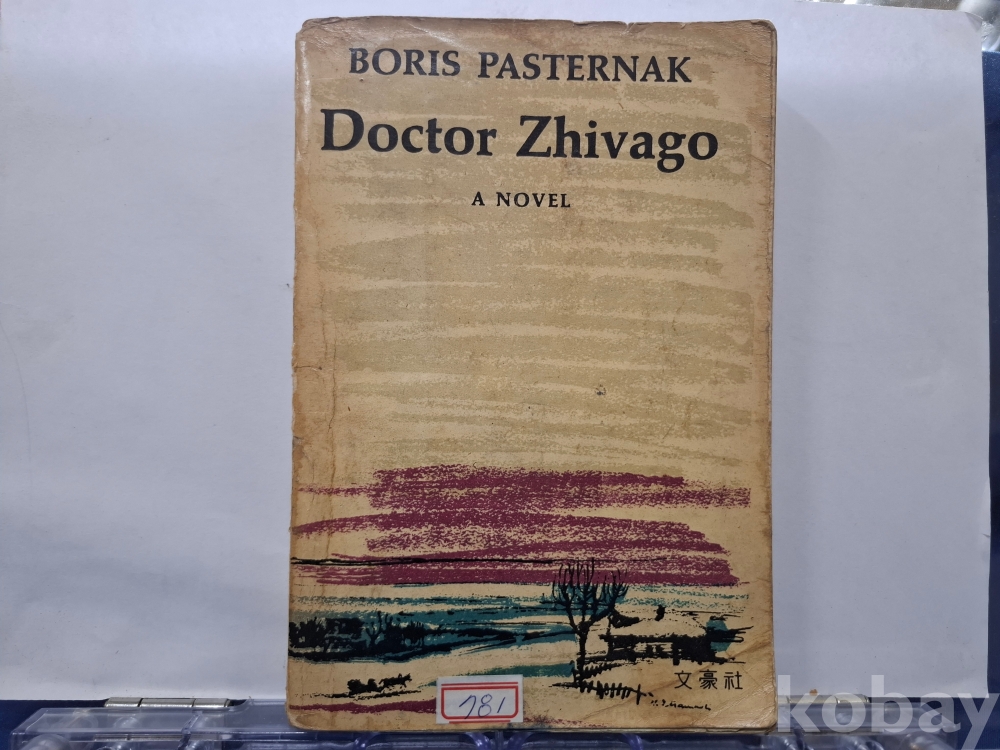 BORIS PASTERNAK
Doctor Zhivago
A NOVEL
文豪社
781
kobay